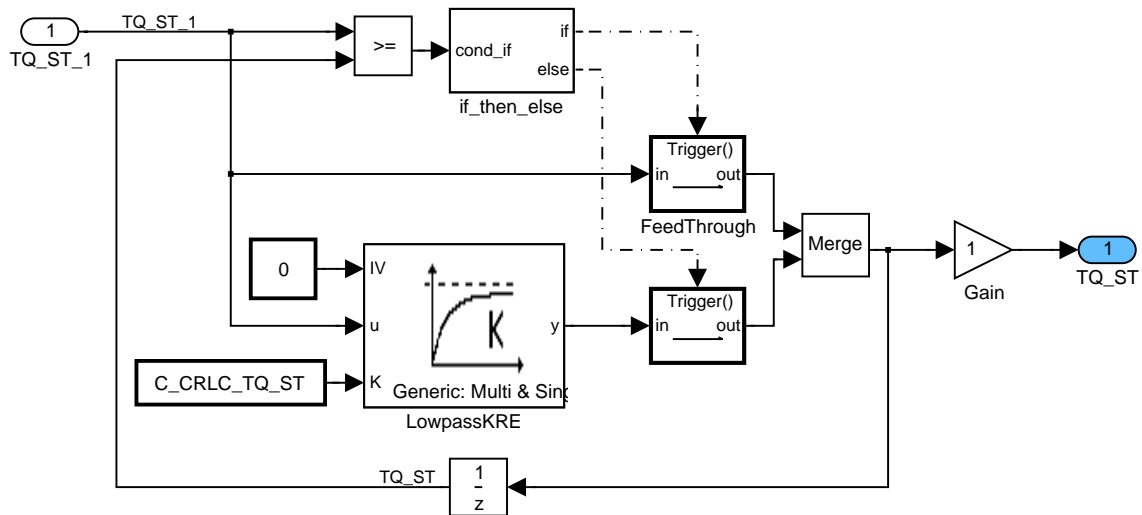 1
TQ_ST_1
TQ_ST_1
>=
cond_if
if
else
if_then_else
Trigger()
in
out
FeedThrough
0
IV
u
K
y
K
Generic: Multi & Sing
LowpassKRE
C_CRLC_TQ_ST
Trigger()
in
out
Merge
1
Gain
1
TQ_ST
TQ_ST
1
z